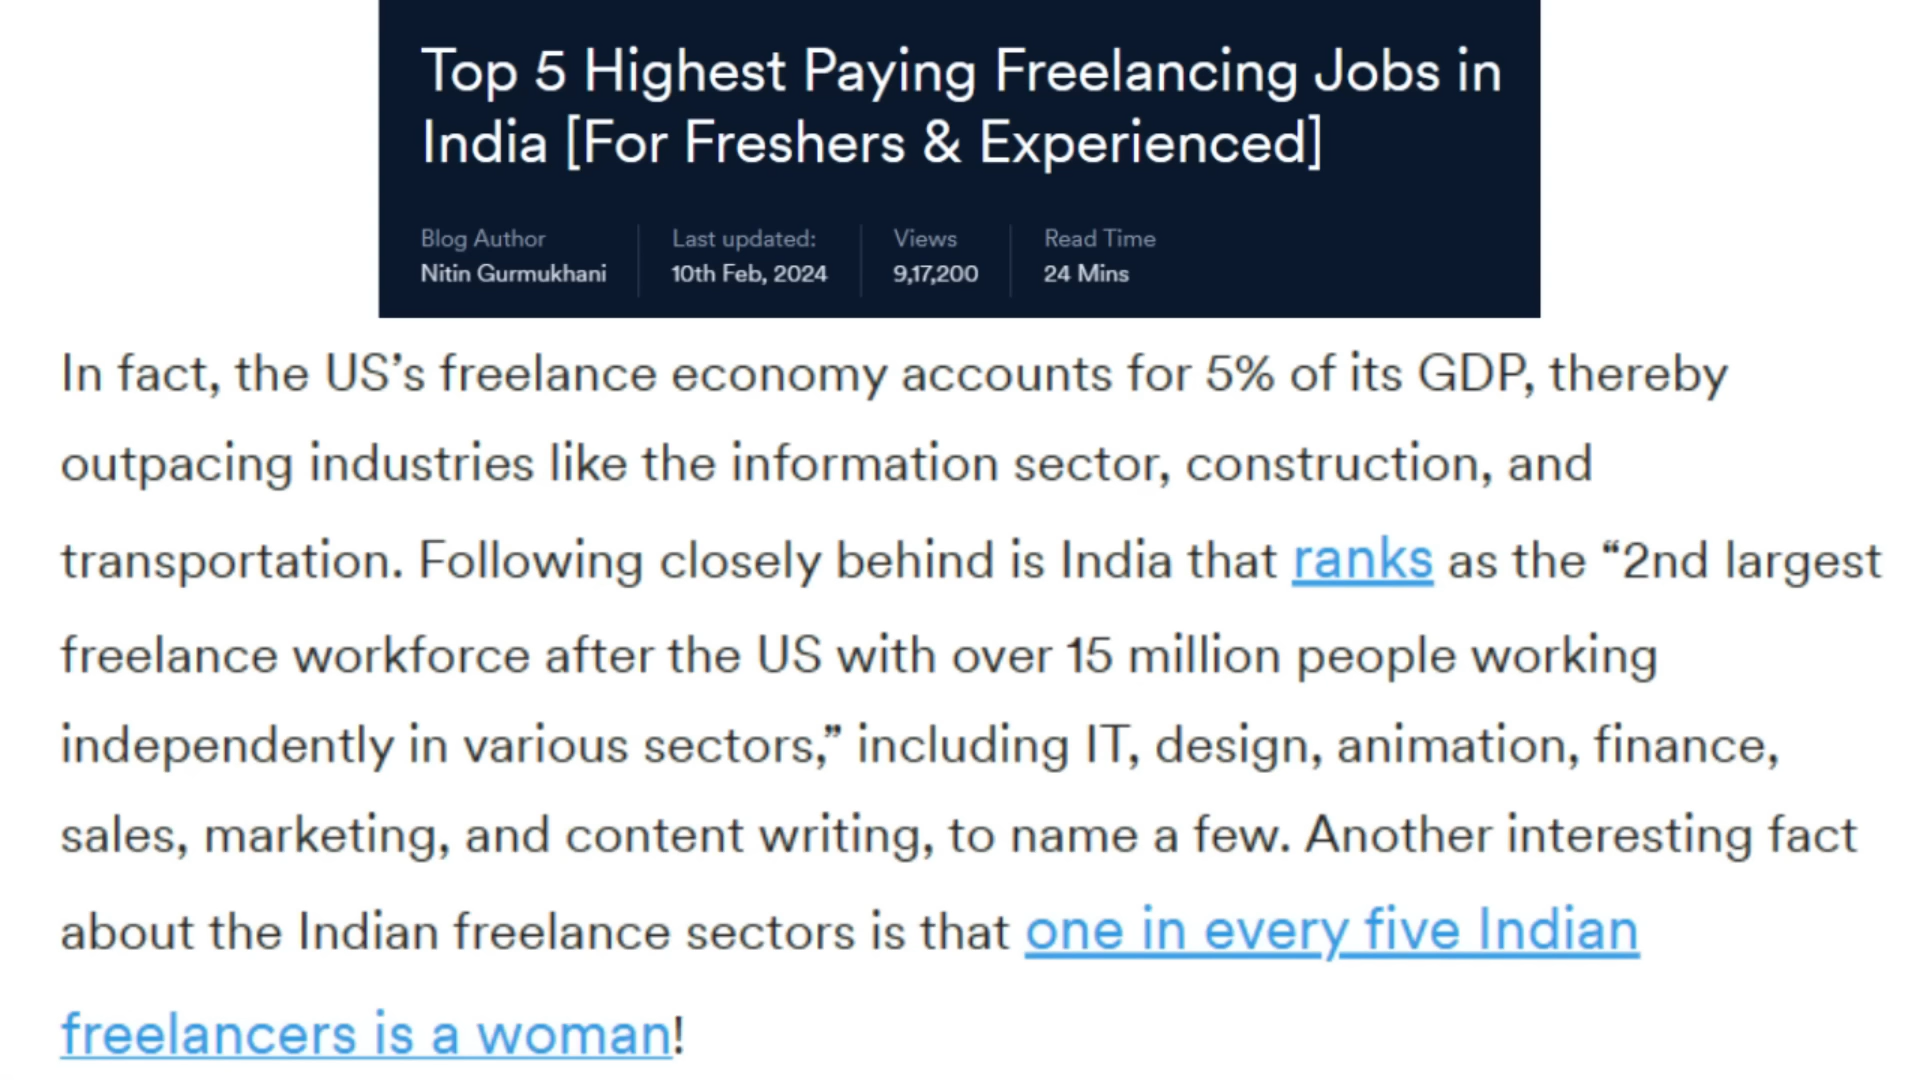 Top 5 Highest Paying Freelancing Jobs in
India [For Freshers & Experienced]
Blog Author
Nitin Gurmukhani
Last updated:
10th Feb, 2024
Views
9,17,200
Read Time
24 Mins
In fact, the US’s freelance economy accounts for 5% of its GDP, thereby
outpacing industries like the information sector, construction, and
transportation. Following closely behind is India that ranks as the “2nd largest
freelance workforce after the US with over 15 million people working
independently in various sectors,” including IT, design, animation, finance,
sales, marketing, and content writing, to name a few. Another interesting fact
about the Indian freelance sectors is that one in every five Indian
freelancers is a woman!